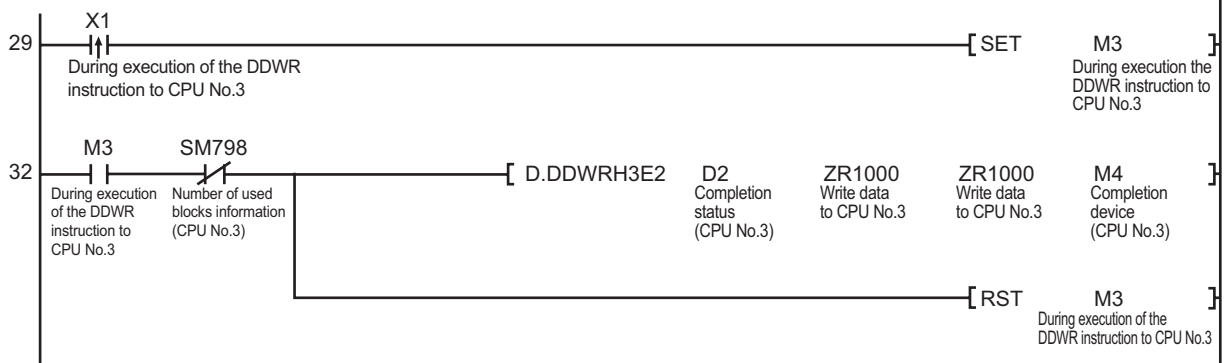 X1
29 SET M3
During execution of the DDWR
instruction to CPU No.3
During execution the
DDWR instruction to
CPU No.3
M3 SM798
32 D.DDWRH3E2 D2 ZR1000 ZR1000 M4
During execution
of the DDWR
instruction to
CPU No.3
Number of used
blocks information
(CPU No.3)
Completion
status
(CPU No.3)
Write data
to CPU No.3
Write data
to CPU No.3
Completion
device
(CPU No.3)
RST M3
During execution of the
DDWR instruction to CPU No.3